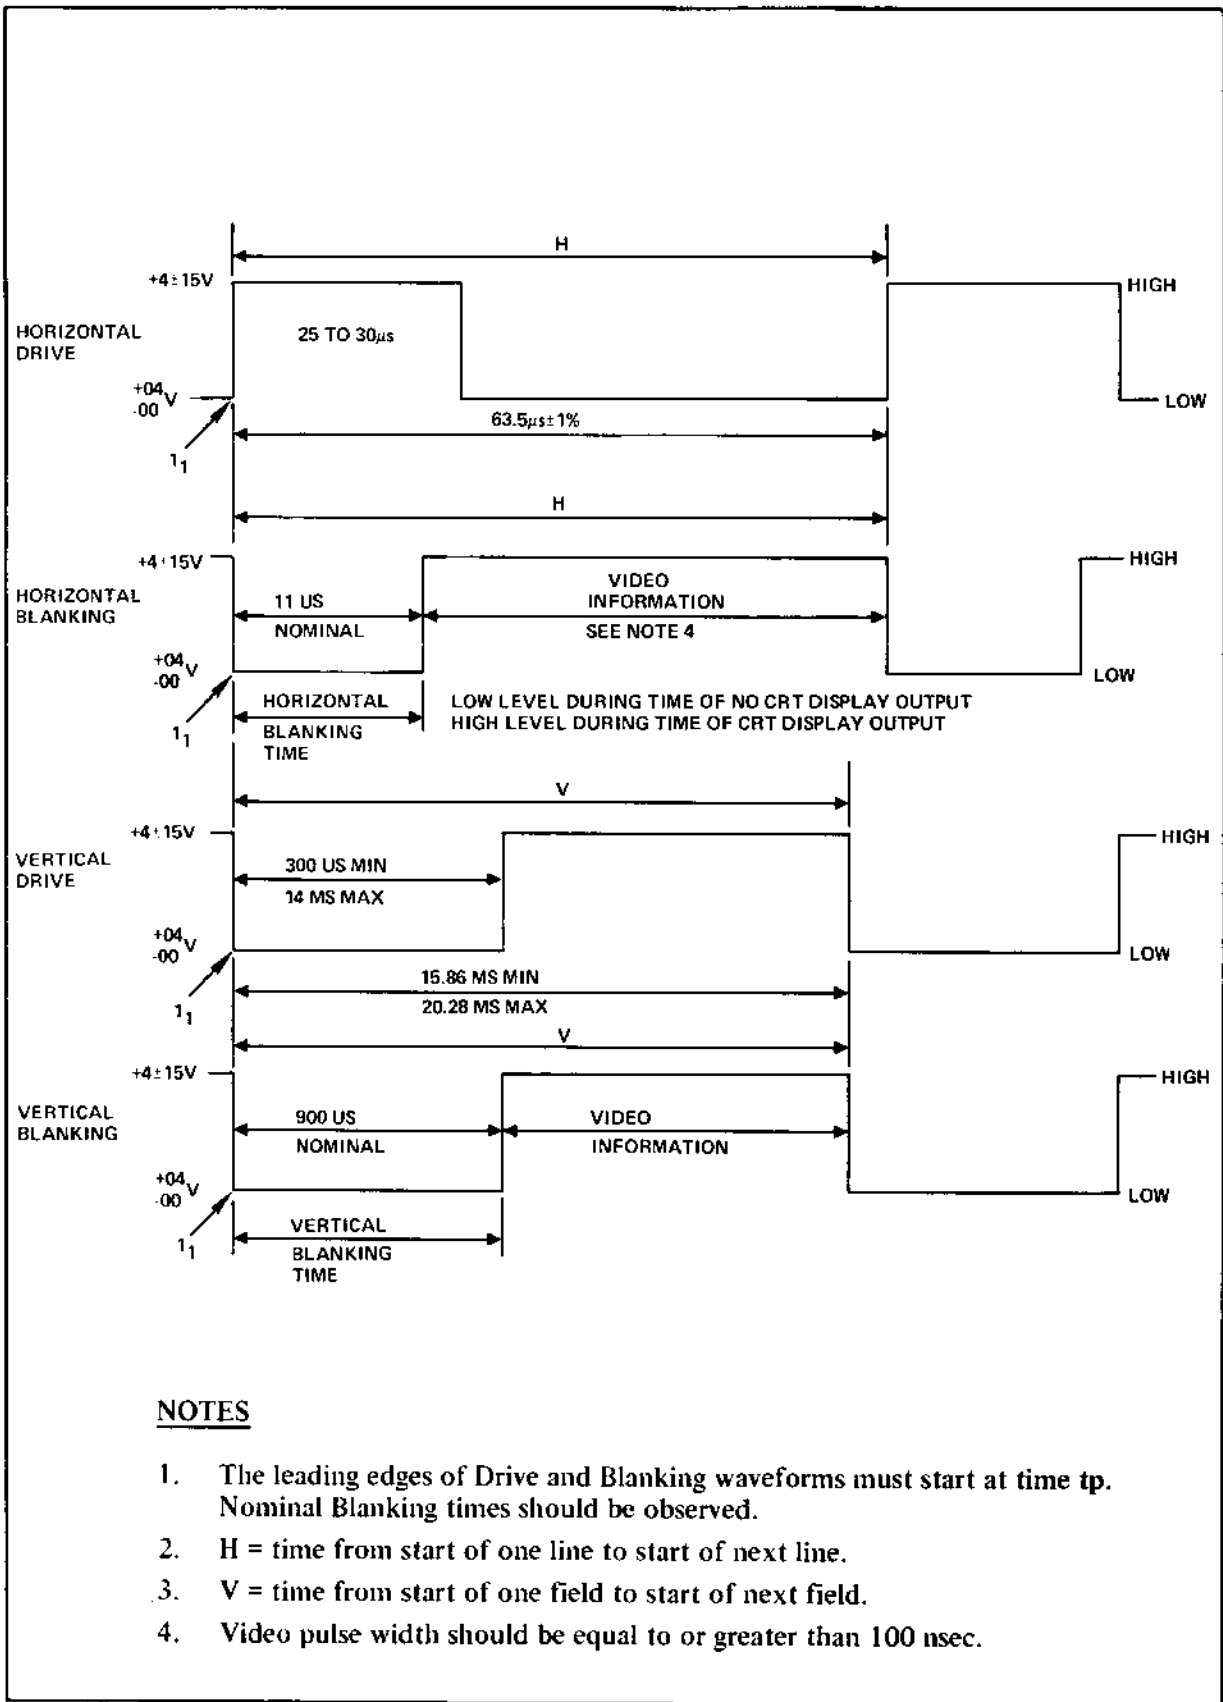 H
+4±15V
HIGH
HORIZONTAL
DRIVE
25 TO 30µs
+04
-00 V
LOW
63.5µs±1%
1₁
H
+4±15V
HIGH
HORIZONTAL
BLANKING
11 US
NOMINAL
VIDEO
INFORMATION
SEE NOTE 4
+04
-00 V
LOW
1₁
HORIZONTAL
BLANKING
TIME
LOW LEVEL DURING TIME OF NO CRT DISPLAY OUTPUT
HIGH LEVEL DURING TIME OF CRT DISPLAY OUTPUT
V
+4±15V
HIGH
VERTICAL
DRIVE
300 US MIN
14 MS MAX
+04
-00 V
LOW
1₁
15.86 MS MIN
20.28 MS MAX
V
+4±15V
HIGH
VERTICAL
BLANKING
900 US
NOMINAL
VIDEO
INFORMATION
+04
-00 V
LOW
1₁
VERTICAL
BLANKING
TIME
NOTES
1. The leading edges of Drive and Blanking waveforms must start at time tp.
Nominal Blanking times should be observed.
2. H = time from start of one line to start of next line.
3. V = time from start of one field to start of next field.
4. Video pulse width should be equal to or greater than 100 nsec.